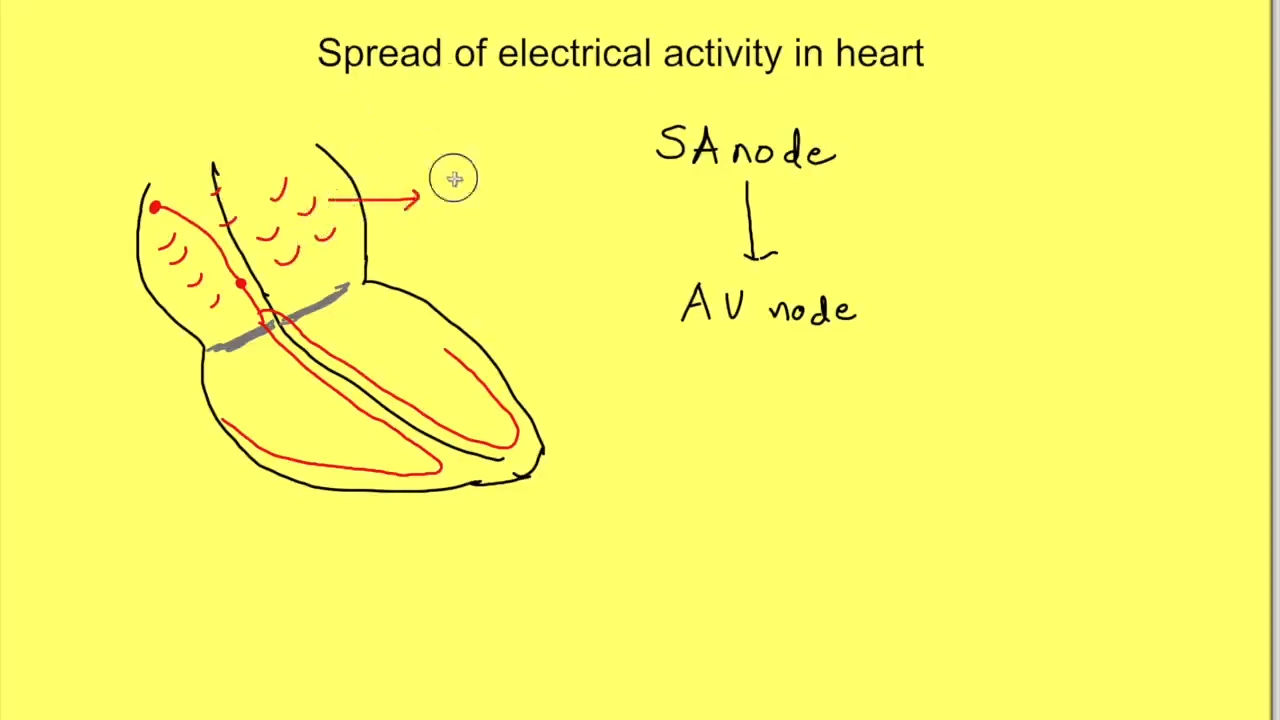 Spread of electrical activity in heart
SA node
AV node